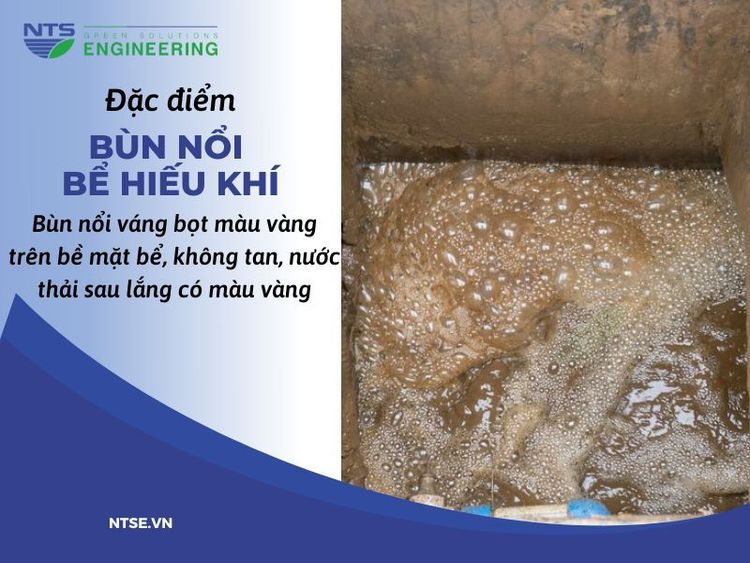 NTS
GREEN SOLUTIONS
ENGINEERING
Đặc điểm
BÙN NỔI
BỂ HIẾU KHÍ
Bùn nổi váng bọt màu vàng
trên bề mặt bể, không tan, nước
thải sau lắng có màu vàng
NTSE.VN